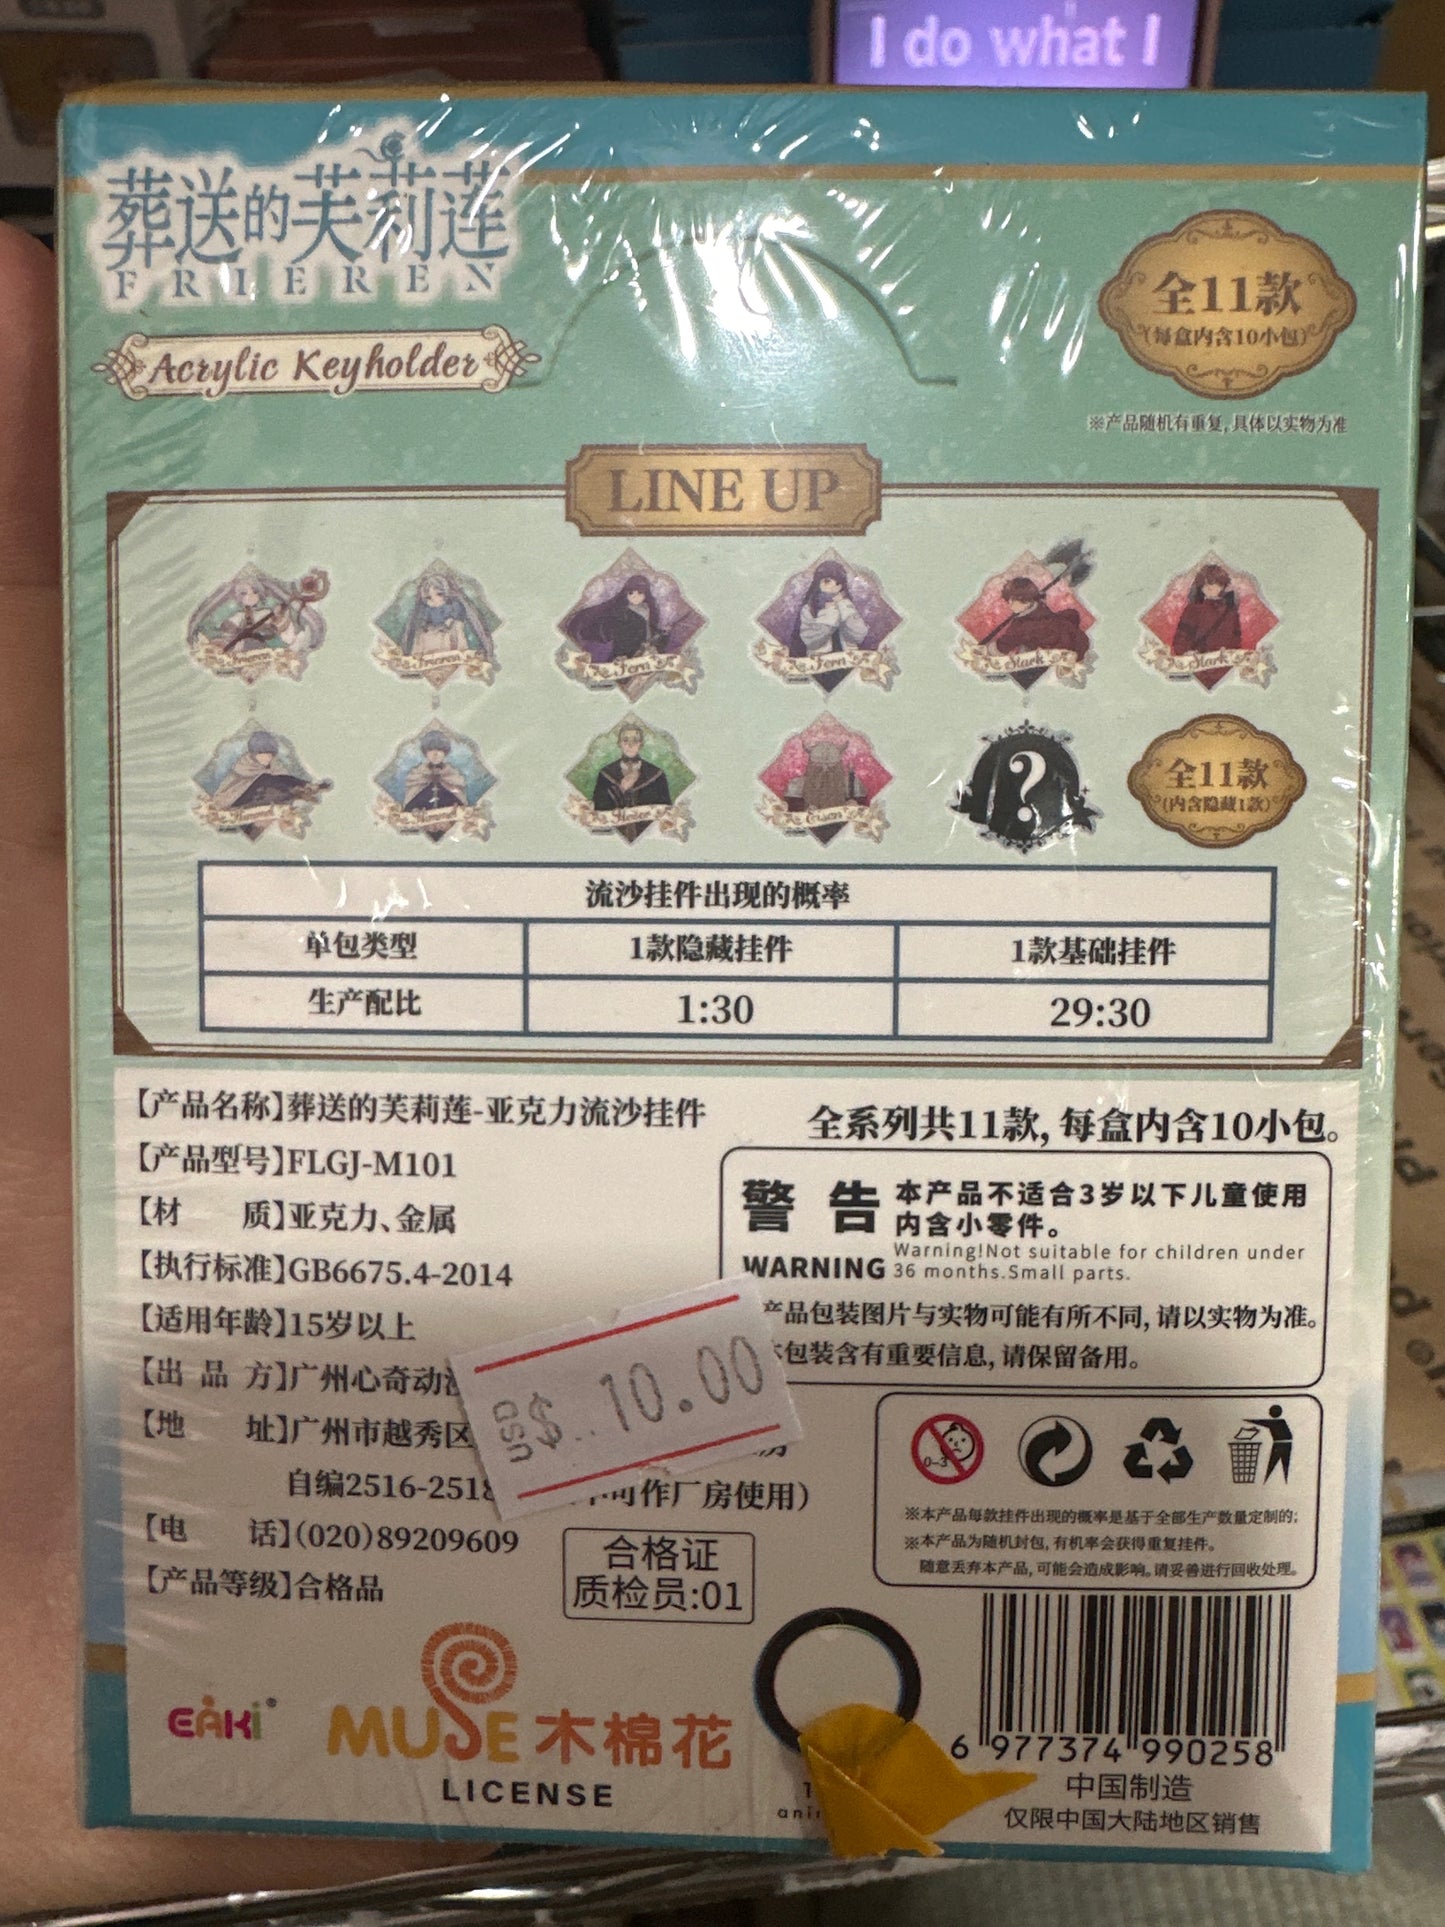 I do what I
葬送的芙莉莲
FRIEREN
Acrylic Keyholder
全11款
(每盒内含10小包)
※产品随机有重复,具体以实物为准
LINE UP
Frieren
Frieren
Fern
Fern
Stark
Stark
Himmel
Himmel
Heiter
Eisen
?
全11款
(内含隐藏1款)
流沙挂件出现的概率
单包类型 1款隐藏挂件 1款基础挂件
生产配比 1:30 29:30
【产品名称】葬送的芙莉莲-亚克力流沙挂件
【产品型号】FLGJ-M101
【材 质】亚克力、金属
【执行标准】GB6675.4-2014
【适用年龄】15岁以上
【出 品 方】广州心奇动
【地 址】广州市越秀区
自编2516-2518 作厂房使用）
【电 话】(020)89209609
【产品等级】合格品
USD $ 10.00
合格证
质检员:01
全系列共11款,每盒内含10小包。
警 告 本产品不适合3岁以下儿童使用
内含小零件。
WARNING Warning!Not suitable for children under
36 months.Small parts.
产品包装图片与实物可能有所不同,请以实物为准。
包装含有重要信息,请保留备用。
0-3
※本产品每款挂件出现的概率是基于全部生产数量定制的;
※本产品为随机封包,有机率会获得重复挂件。
随意丢弃本产品,可能会造成影响。请妥善进行回收处理。
EAKI
MUSE 木棉花
LICENSE
ani
6 977374 990258
中国制造
仅限中国大陆地区销售